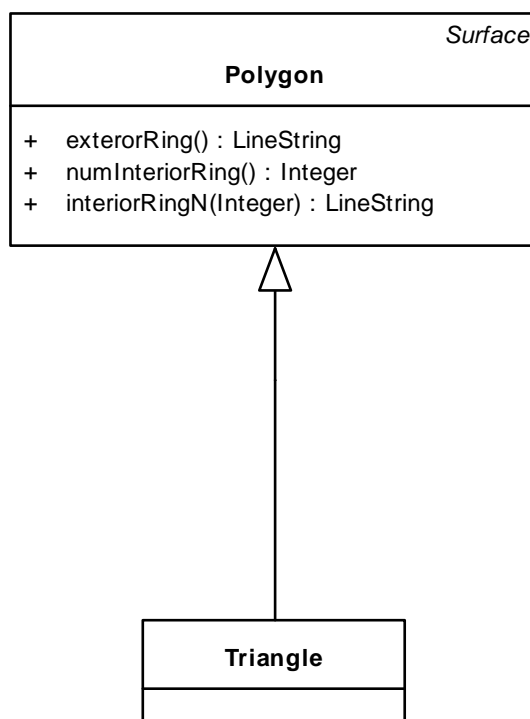 Surface
Polygon
+ exterorRing() : LineString
+ numInteriorRing() : Integer
+ interiorRingN(Integer) : LineString
Triangle